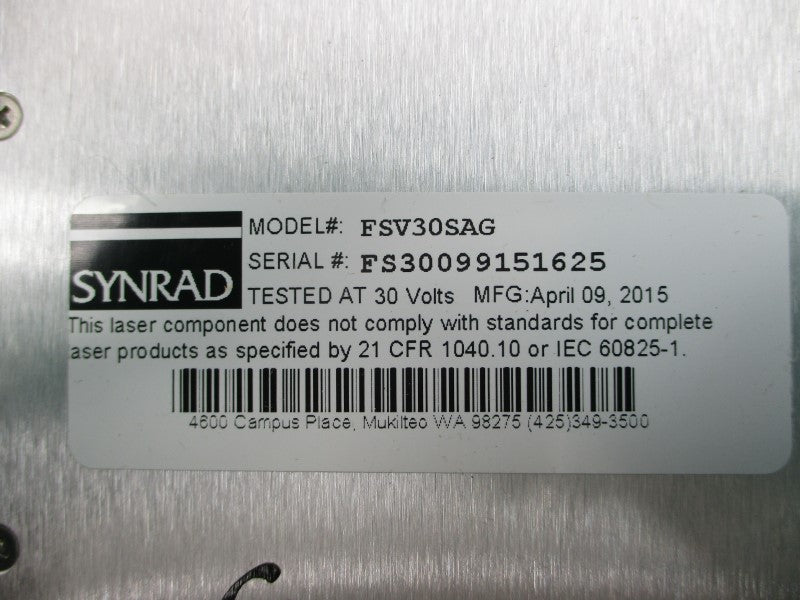 SYNRAD
MODEL#: FSV30SAG
SERIAL #: FS30099151625
TESTED AT 30 Volts MFG:April 09, 2015
This laser component does not comply with standards for complete
aser products as specified by 21 CFR 1040.10 or IEC 60825-1.
4600 Campus Place, Mukilteo WA 98275 (425)349-3500